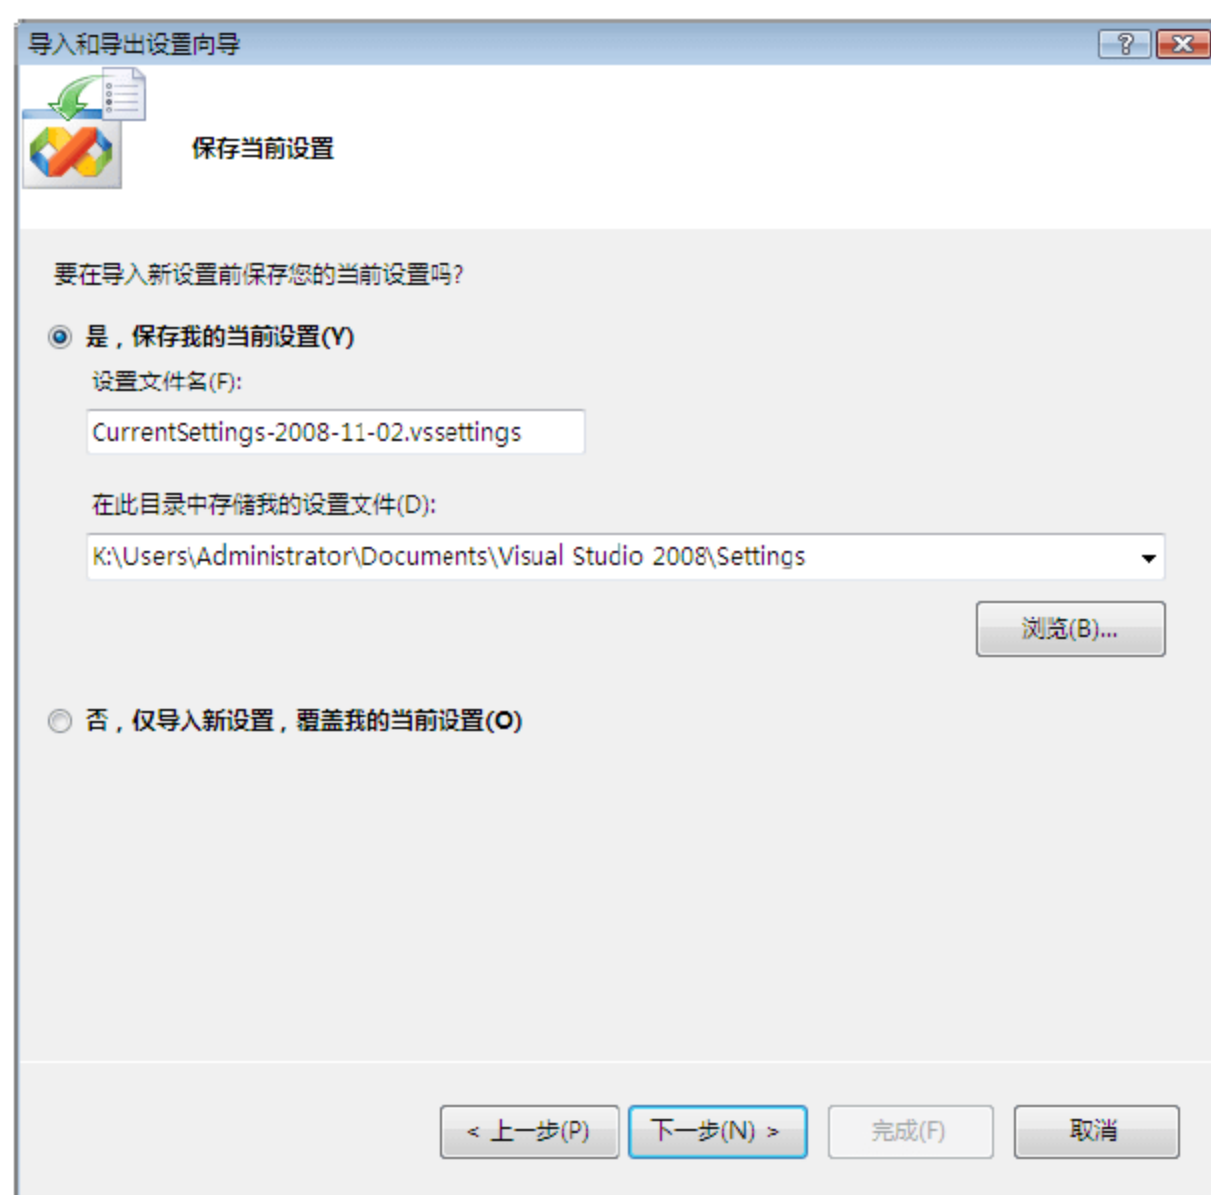 导入和导出设置向导
保存当前设置
要在导入新设置前保存您的当前设置吗?
是，保存我的当前设置(Y)
设置文件名(F):
CurrentSettings-2008-11-02.vssettings
在此目录中存储我的设置文件(D):
K:\Users\Administrator\Documents\Visual Studio 2008\Settings
浏览(B)...
否，仅导入新设置，覆盖我的当前设置(O)
< 上一步(P) 下一步(N) > 完成(F) 取消